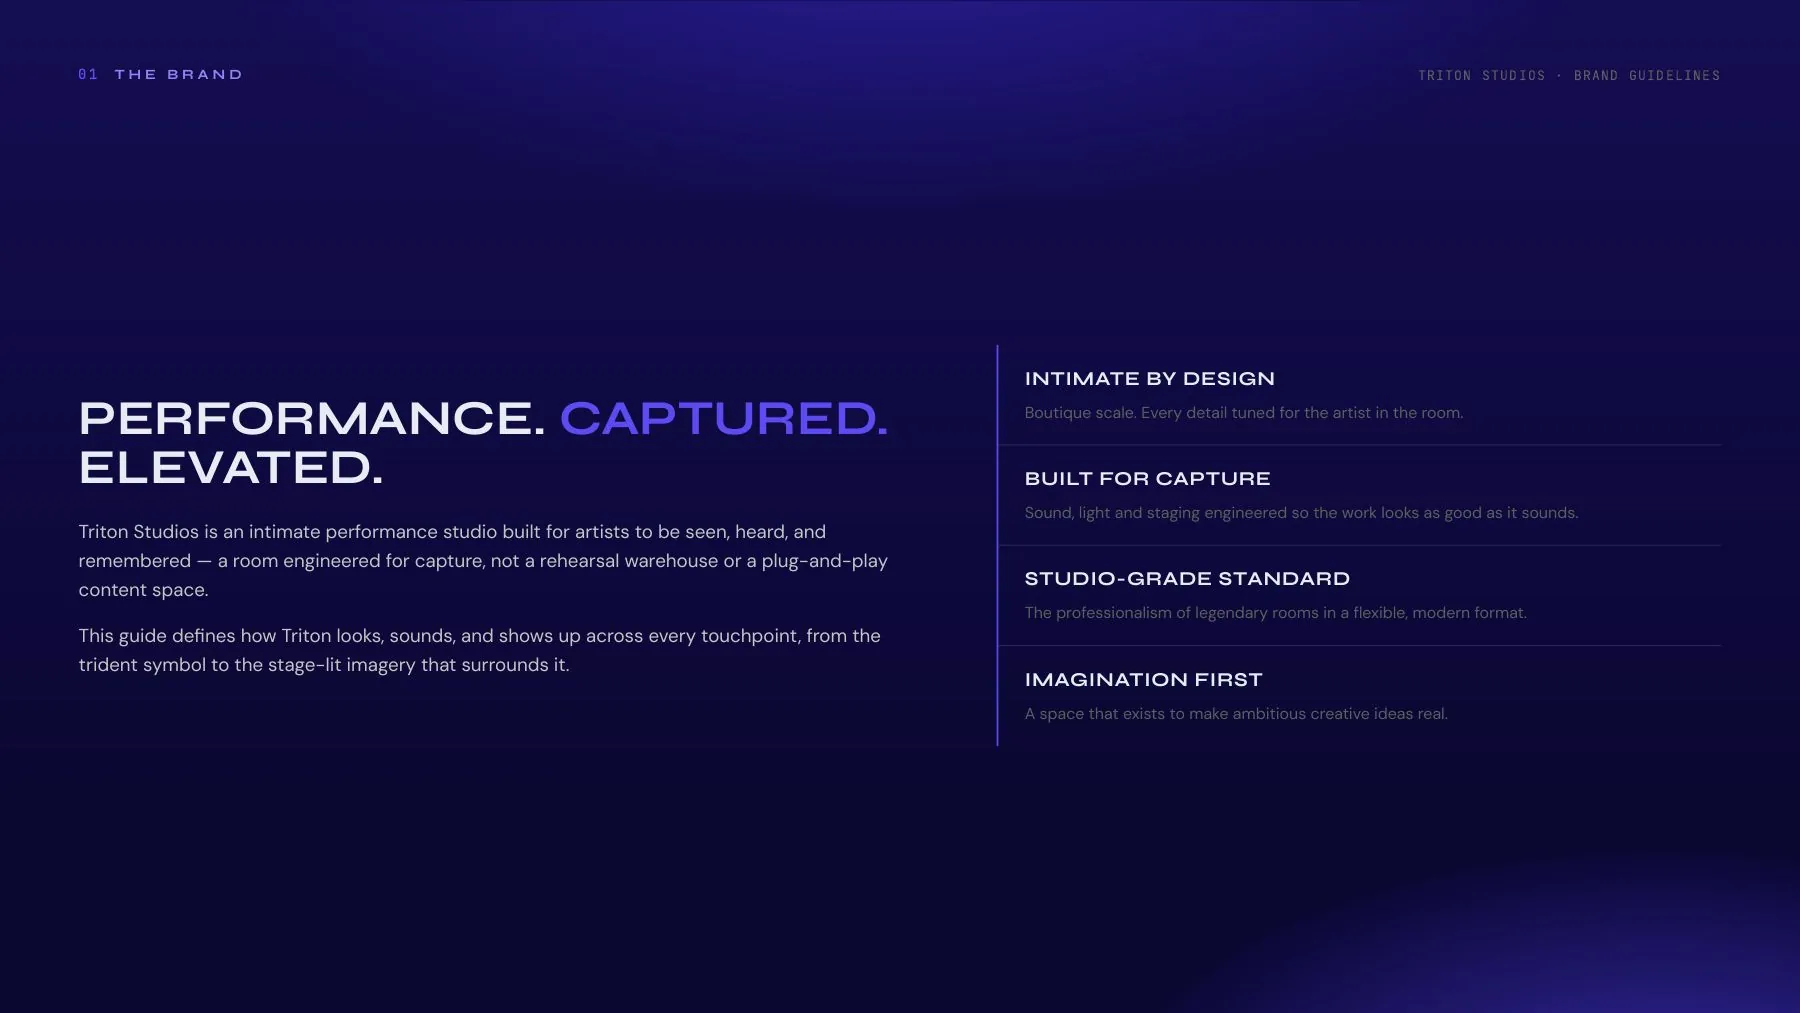 01 THE BRAND
TRITON STUDIOS · BRAND GUIDELINES
PERFORMANCE. CAPTURED.
ELEVATED.
Triton Studios is an intimate performance studio built for artists to be seen, heard, and
remembered — a room engineered for capture, not a rehearsal warehouse or a plug-and-play
content space.
This guide defines how Triton looks, sounds, and shows up across every touchpoint, from the
trident symbol to the stage-lit imagery that surrounds it.
INTIMATE BY DESIGN
Boutique scale. Every detail tuned for the artist in the room.
BUILT FOR CAPTURE
Sound, light and staging engineered so the work looks as good as it sounds.
STUDIO-GRADE STANDARD
The professionalism of legendary rooms in a flexible, modern format.
IMAGINATION FIRST
A space that exists to make ambitious creative ideas real.